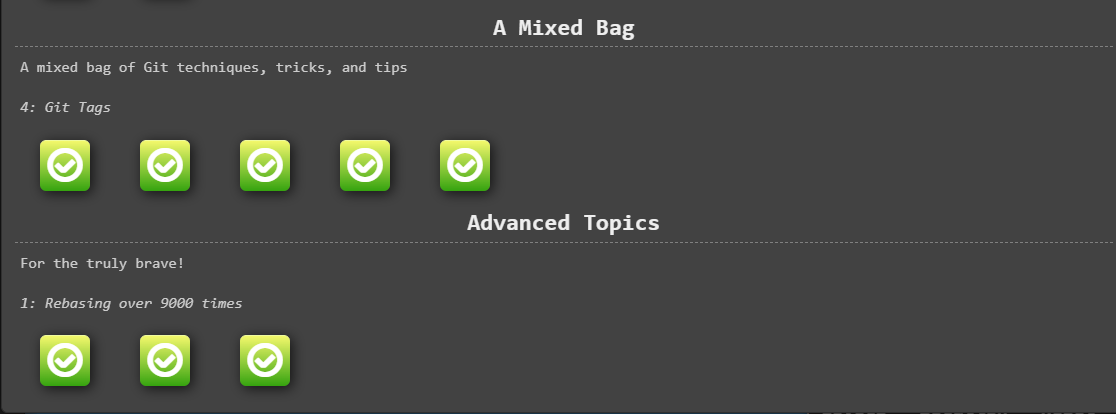 A Mixed Bag
A mixed bag of Git techniques, tricks, and tips
4: Git Tags
Advanced Topics
For the truly brave!
1: Rebasing over 9000 times